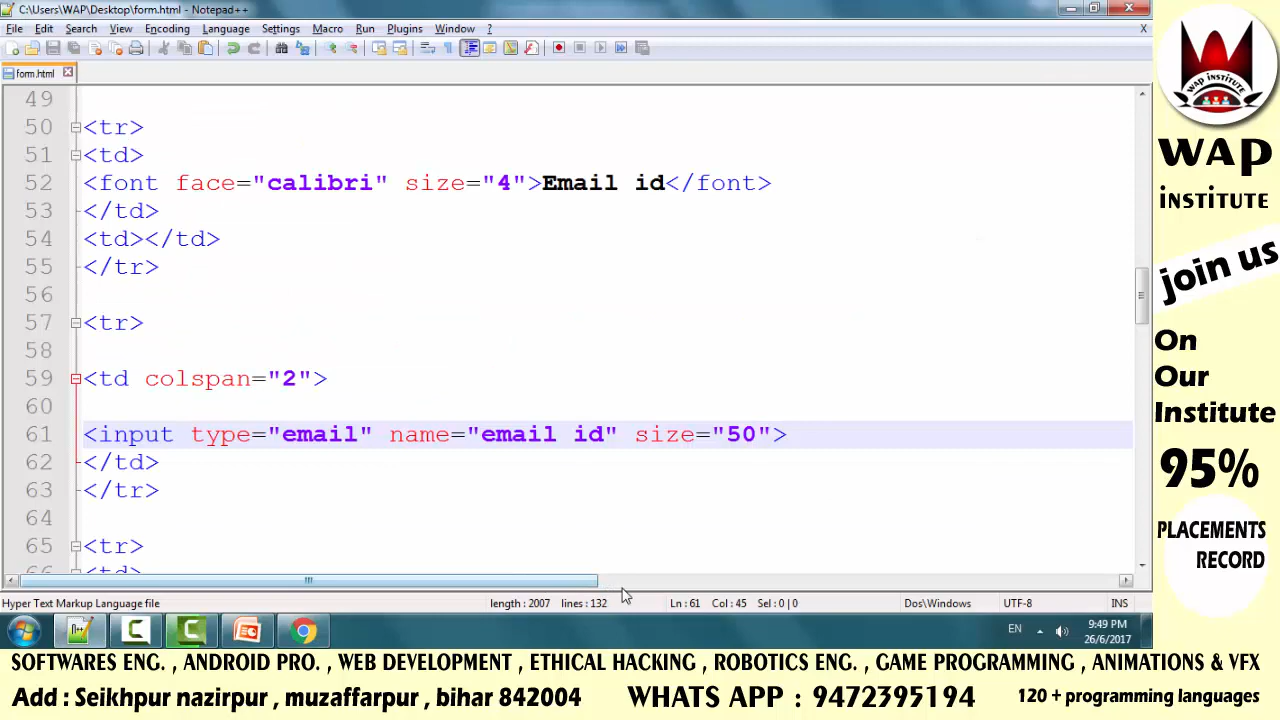 C:\Users\WAP\Desktop\form.html - Notepad++
File Edit Search View Encoding Language Settings Macro Run Plugins Window ? X
form.html
49
50 <tr>
51 <td>
52 <font face="calibri" size="4">Email id</font>
53 </td>
54 <td></td>
55 </tr>
56
57 <tr>
58
59 <td colspan="2">
60
61 <input type="email" name="email id" size="50">
62 </td>
63 </tr>
64
65 <tr>
66 <td>
Hyper Text Markup Language file length : 2007 lines : 132 Ln : 61 Col : 45 Sel : 0 | 0 Dos\Windows UTF-8 INS
EN 9:49 PM
26/6/2017
WAP INSTITUTE
WAP
INSTITUTE
join us
On
Our
Institute
95%
PLACEMENTS
RECORD
SOFTWARES ENG. , ANDROID PRO. , WEB DEVELOPMENT , ETHICAL HACKING , ROBOTICS ENG. , GAME PROGRAMMING , ANIMATIONS & VFX
Add : Seikhpur nazirpur , muzaffarpur , bihar 842004 WHATS APP : 9472395194 120 + programming languages